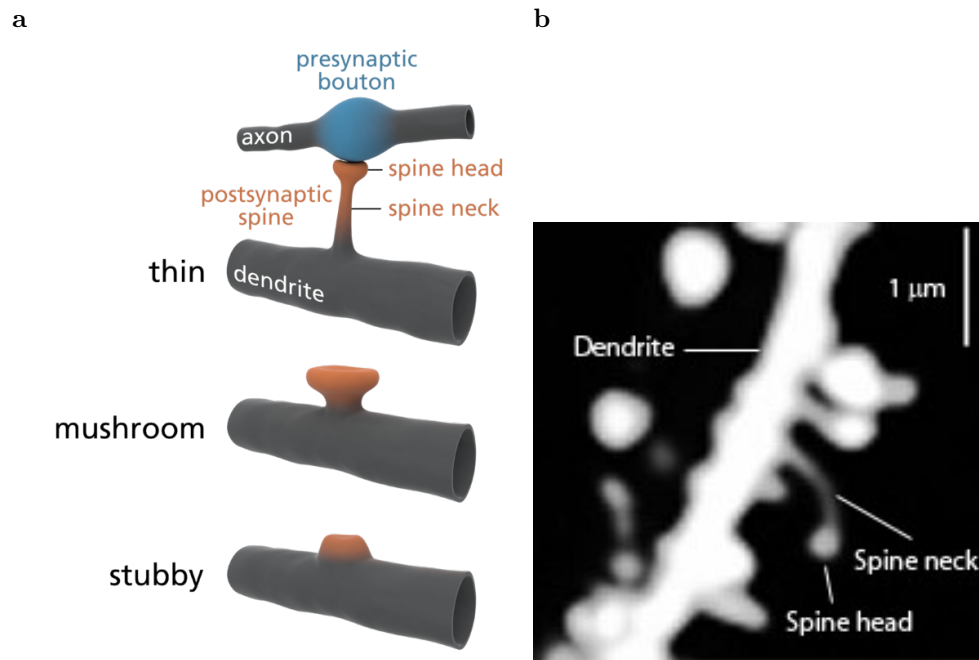 a
presynaptic
bouton
axon
spine head
postsynaptic
spine
spine neck
thin
dendrite
mushroom
stubby
b
1 μm
Dendrite
Spine neck
Spine head